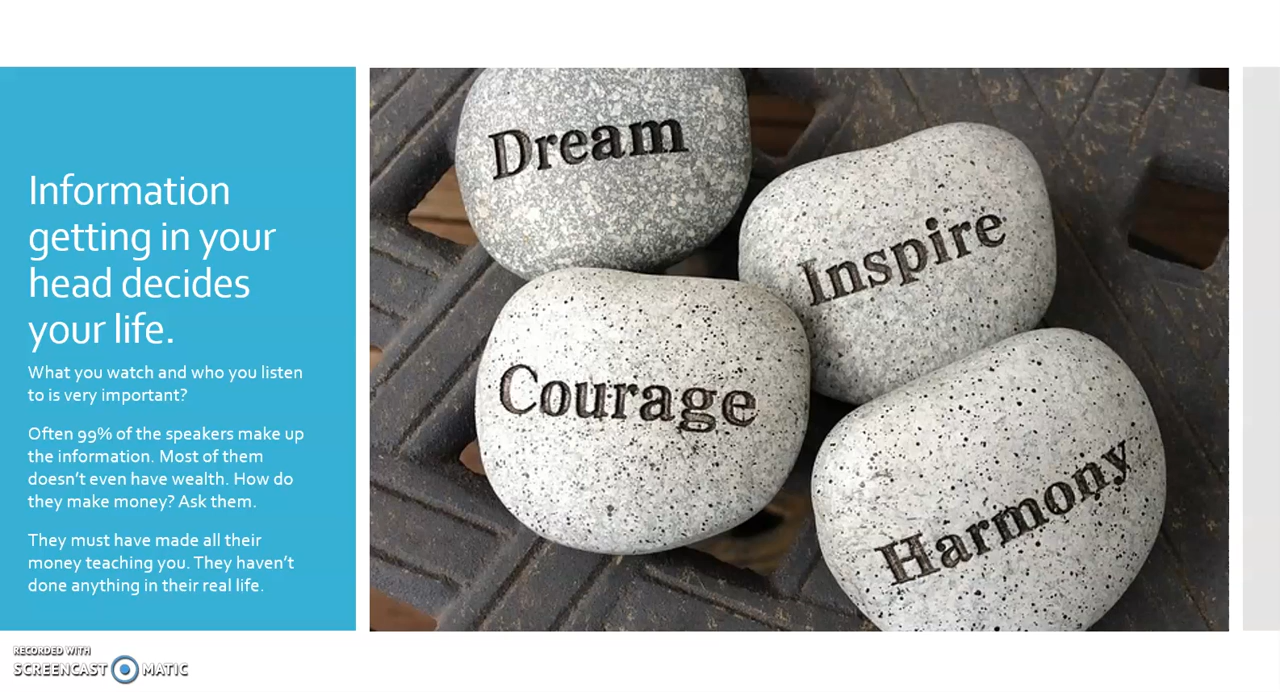 Information
getting in your
head decides
your life.
What you watch and who you listen
to is very important?
Often 99% of the speakers make up
the information. Most of them
doesn't even have wealth. How do
they make money? Ask them.
They must have made all their
money teaching you. They haven't
done anything in their real life.
Dream
Inspire
Courage
Harmony
RECORDED WITH
SCREENCAST MATIC